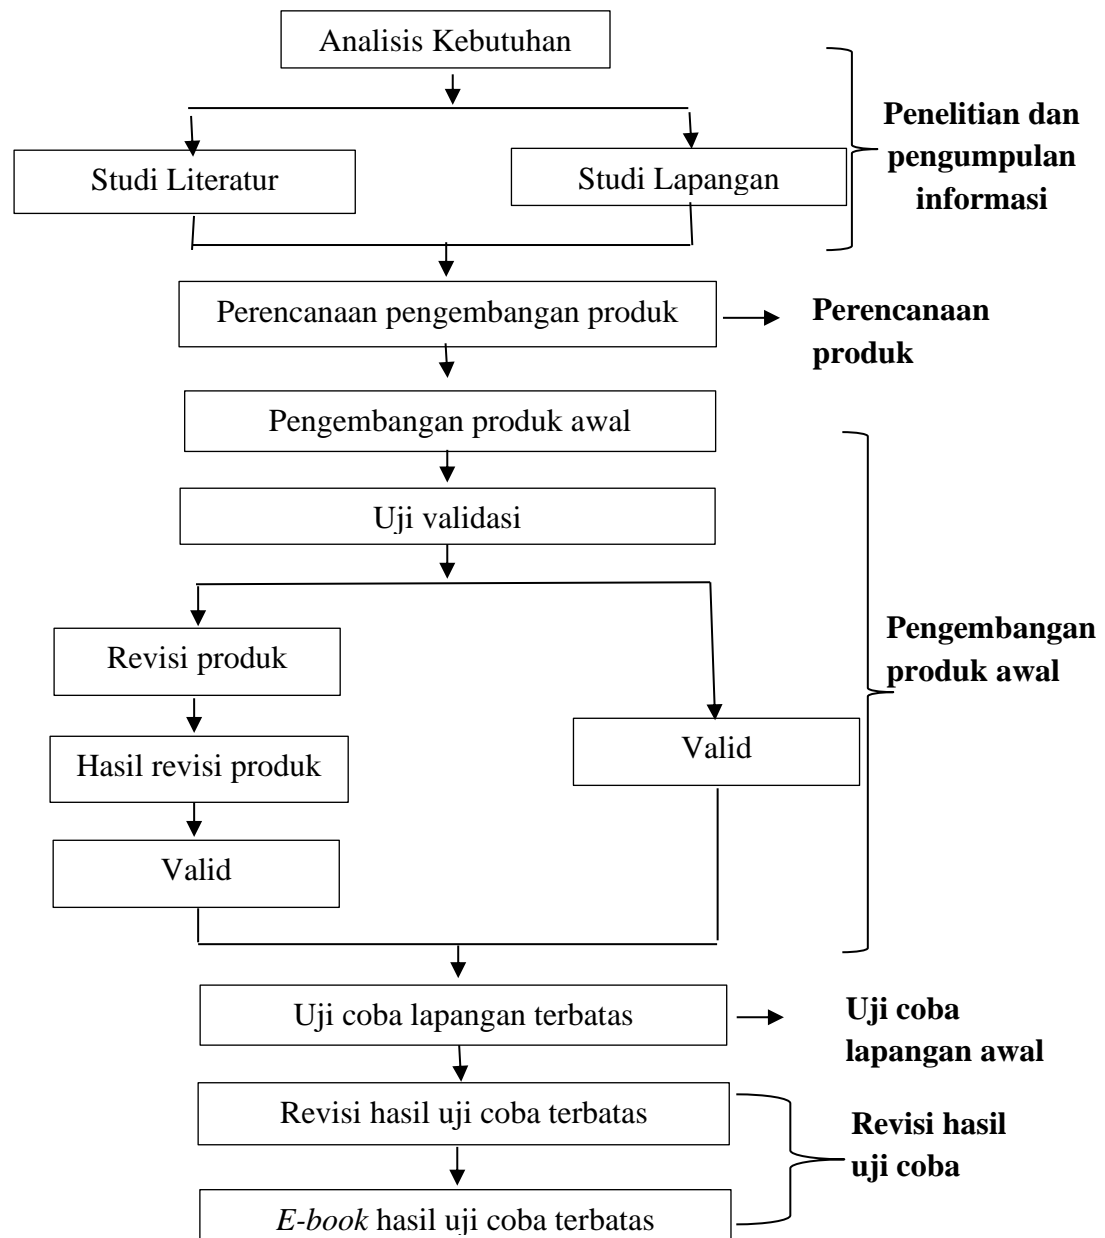 Analisis Kebutuhan
Penelitian dan
pengumpulan
informasi
Studi Literatur
Studi Lapangan
Perencanaan pengembangan produk
Perencanaan
produk
Pengembangan produk awal
Uji validasi
Pengembangan
produk awal
Revisi produk
Hasil revisi produk
Valid
Valid
Uji coba lapangan terbatas
Uji coba
lapangan awal
Revisi hasil uji coba terbatas
Revisi hasil
uji coba
E-book hasil uji coba terbatas